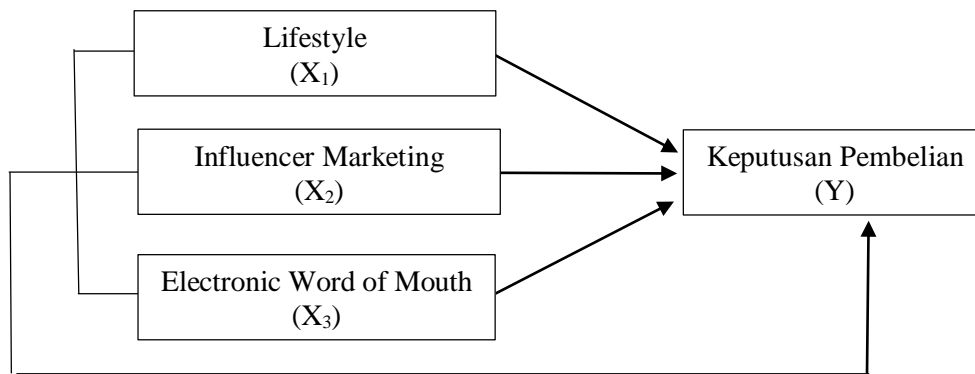 Lifestyle
(X₁)
Influencer Marketing
(X₂)
Electronic Word of Mouth
(X₃)
Keputusan Pembelian
(Y)